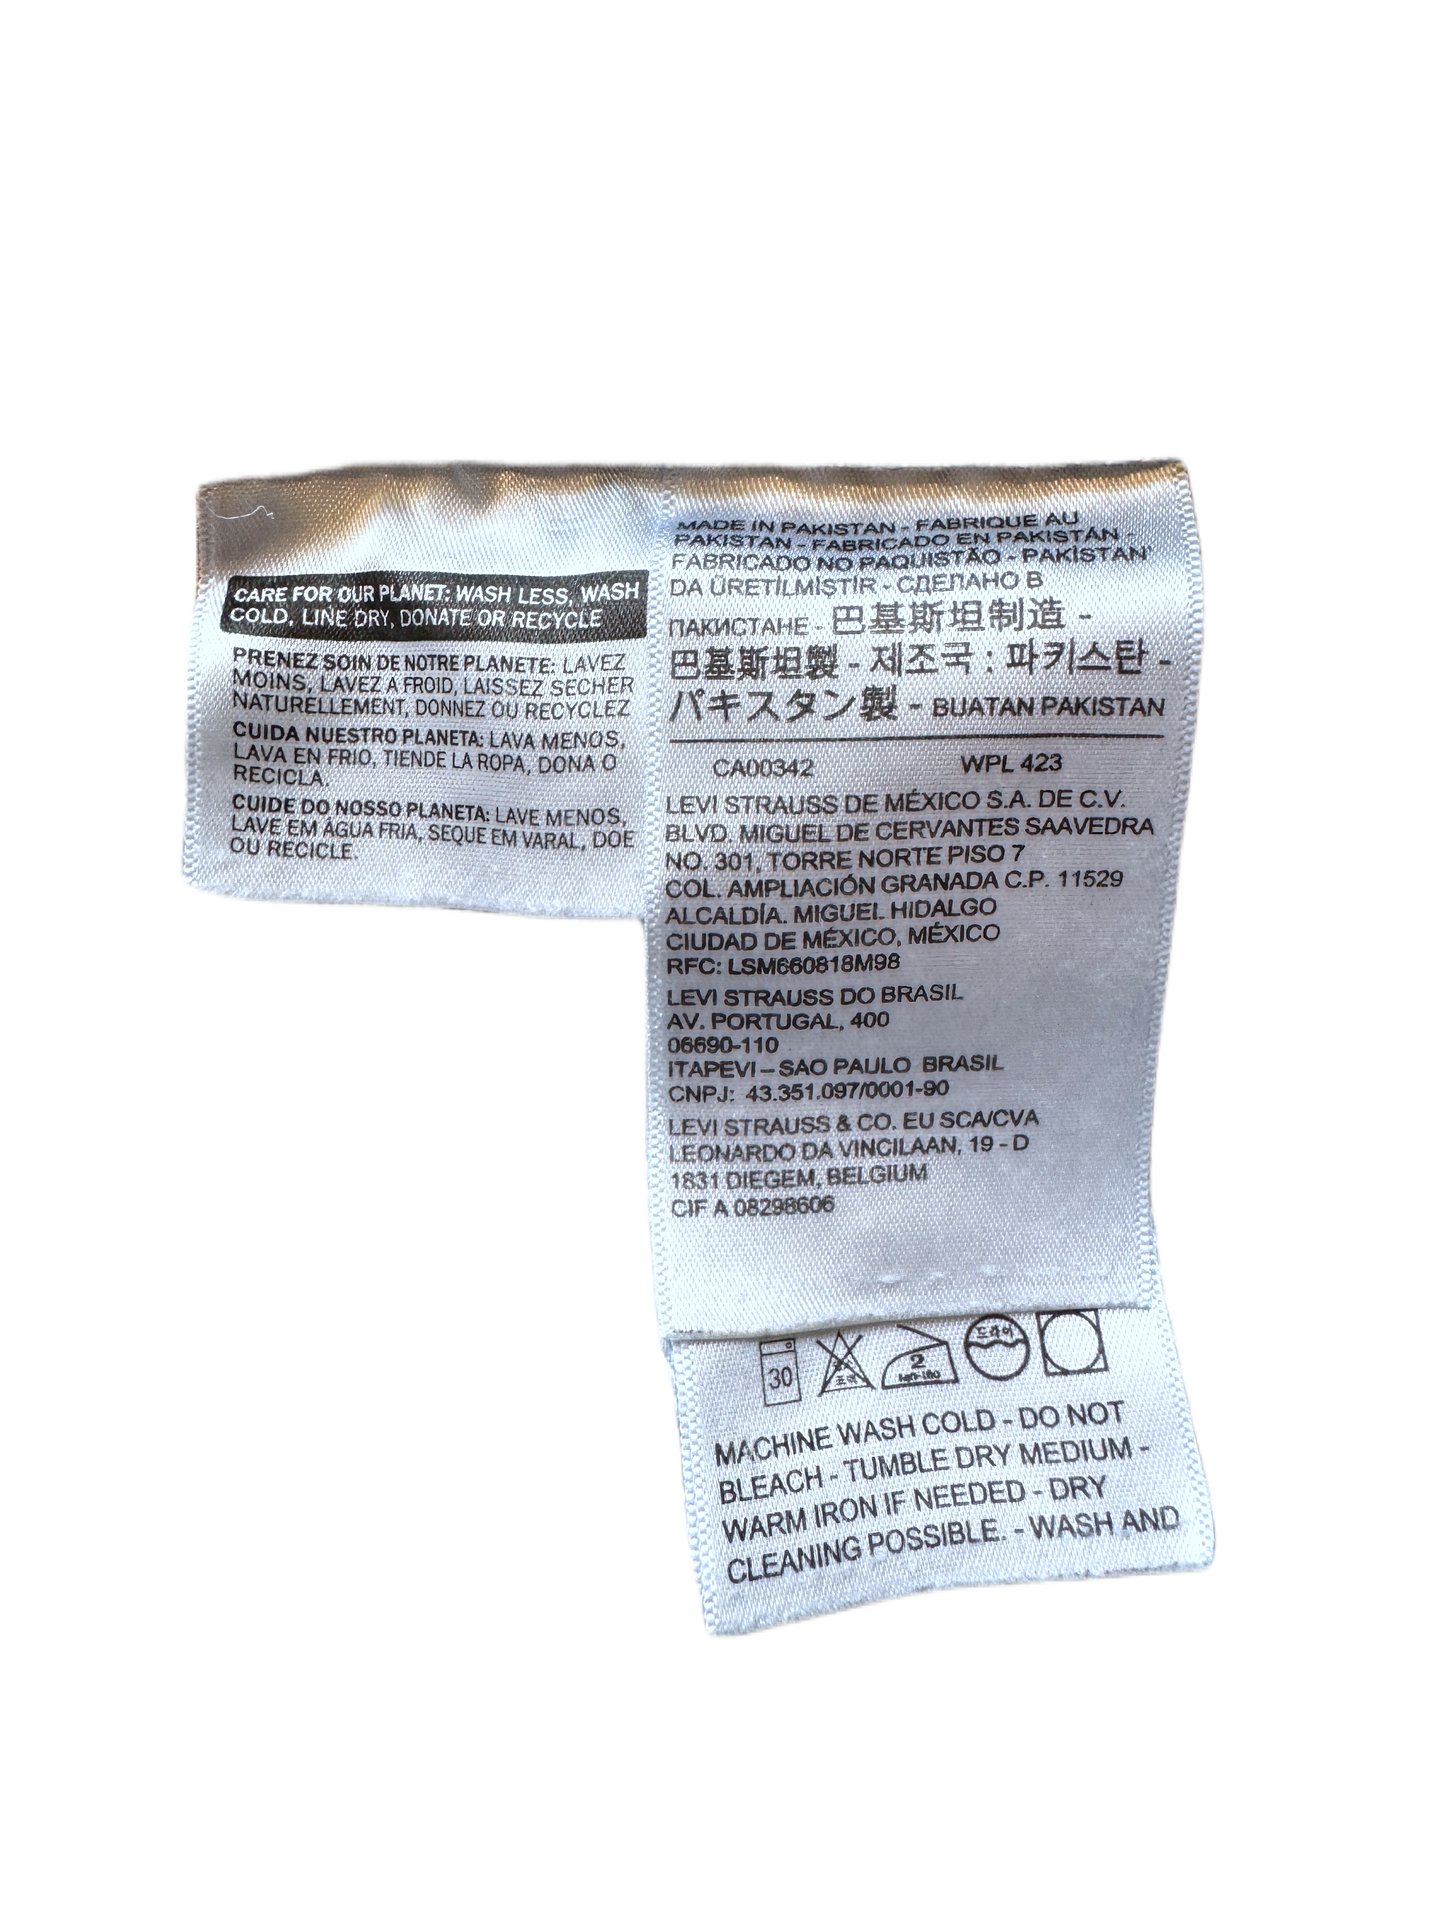 CARE FOR OUR PLANET: WASH LESS, WASH
COLD, LINE DRY, DONATE OR RECYCLE
PRENEZ SOIN DE NOTRE PLANETE: LAVEZ
MOINS, LAVEZ A FROID, LAISSEZ SECHER
NATURELLEMENT, DONNEZ OU RECYCLEZ
CUIDA NUESTRO PLANETA: LAVA MENOS,
LAVA EN FRIO, TIENDE LA ROPA, DONA O
RECICLA.
CUIDE DO NOSSO PLANETA: LAVE MENOS,
LAVE EM AGUA FRIA, SEQUE EM VARAL, DOE
OU RECICLE.
MADE IN PAKISTAN - FABRIQUE AU
PAKISTAN - FABRICADO EN PAKISTÁN -
FABRICADO NO PAQUISTÃO - PAKİSTAN'
DA ÜRETİLMİŞTİR - СДЕЛАНО В
ПАКИСТАНЕ - 巴基斯坦制造 -
巴基斯坦製 - 제조국 : 파키스탄 -
パキスタン製 - BUATAN PAKISTAN
CA00342 WPL 423
LEVI STRAUSS DE MÉXICO S.A. DE C.V.
BLVD. MIGUEL DE CERVANTES SAAVEDRA
NO. 301, TORRE NORTE PISO 7
COL. AMPLIACIÓN GRANADA C.P. 11529
ALCALDÍA. MIGUEL HIDALGO
CIUDAD DE MÉXICO, MÉXICO
RFC: LSM660818M98
LEVI STRAUSS DO BRASIL
AV. PORTUGAL, 400
06690-110
ITAPEVI – SAO PAULO BRASIL
CNPJ: 43.351.097/0001-90
LEVI STRAUSS & CO. EU SCA/CVA
LEONARDO DA VINCILAAN, 19 - D
1831 DIEGEM, BELGIUM
CIF A 08298606
30 2 드라이
MACHINE WASH COLD - DO NOT
BLEACH - TUMBLE DRY MEDIUM -
WARM IRON IF NEEDED - DRY
CLEANING POSSIBLE. - WASH AND